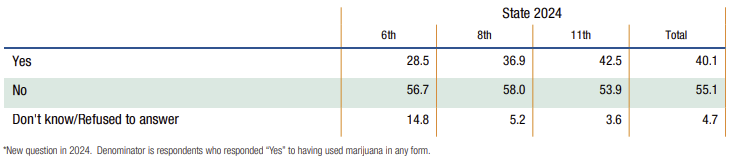 State 2024
6th 8th 11th Total
Yes 28.5 36.9 42.5 40.1
No 56.7 58.0 53.9 55.1
Don't know/Refused to answer 14.8 5.2 3.6 4.7
*New question in 2024. Denominator is respondents who responded “Yes” to having used marijuana in any form.